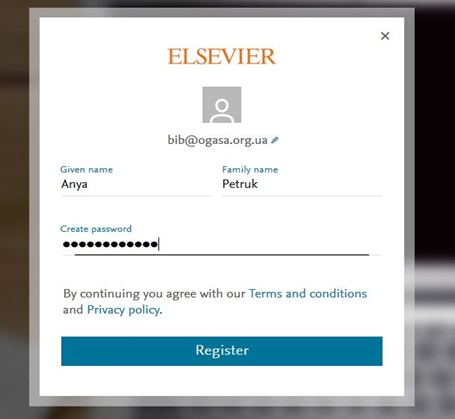 ELSEVIER
bib@ogasa.org.ua
Given name Family name
Anya Petruk
Create password
By continuing you agree with our Terms and conditions
and Privacy policy.
Register